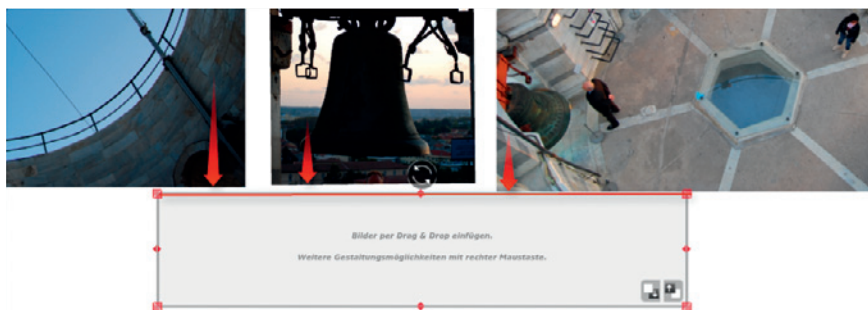 Bilder per Drag & Drop einfügen.
Weitere Gestaltungsmöglichkeiten mit rechter Maustaste.